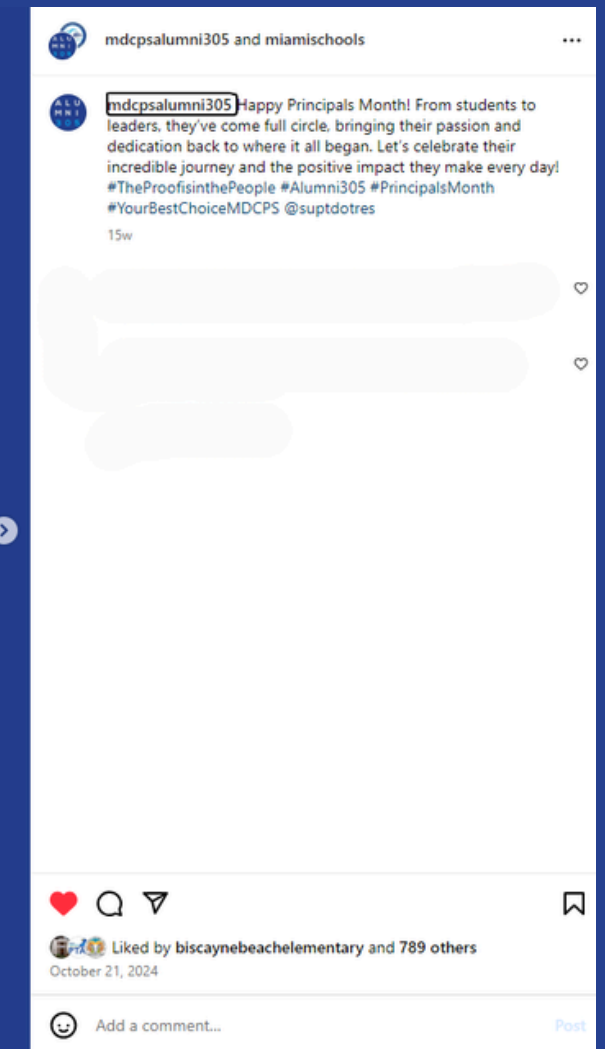 mdcpsalumni305 and miamischools
ALU
MNI
305
mdcpsalumni305 Happy Principals Month! From students to
leaders, they've come full circle, bringing their passion and
dedication back to where it all began. Let's celebrate their
incredible journey and the positive impact they make every day!
#TheProofisinthePeople #Alumni305 #PrincipalsMonth
#YourBestChoiceMDCPS @suptdotres
15w
Liked by biscaynebeachelementary and 789 others
October 21, 2024
Add a comment...
Post